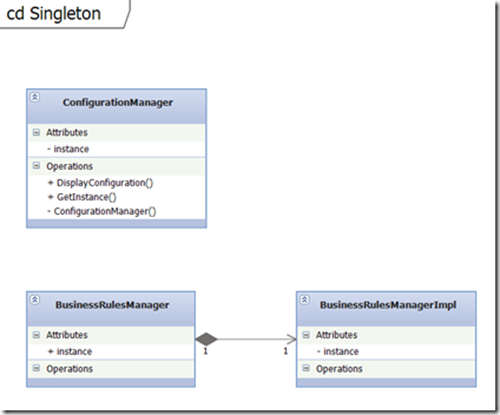 cd Singleton
ConfigurationManager
Attributes
- instance
Operations
+ DisplayConfiguration()
+ GetInstance()
- ConfigurationManager()
BusinessRulesManager
Attributes
+ instance
Operations
1
1
BusinessRulesManagerImpl
Attributes
- instance
Operations